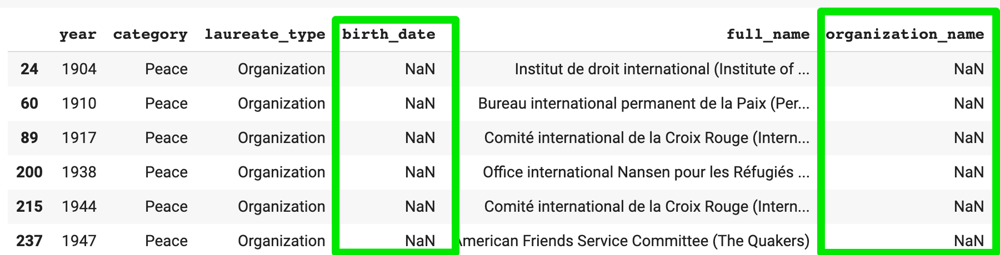 year category laureate_type birth_date full_name organization_name
24 1904 Peace Organization NaN Institut de droit international (Institute of ... NaN
60 1910 Peace Organization NaN Bureau international permanent de la Paix (Per... NaN
89 1917 Peace Organization NaN Comité international de la Croix Rouge (Intern... NaN
200 1938 Peace Organization NaN Office international Nansen pour les Réfugiés ... NaN
215 1944 Peace Organization NaN Comité international de la Croix Rouge (Intern... NaN
237 1947 Peace Organization NaN American Friends Service Committee (The Quakers) NaN